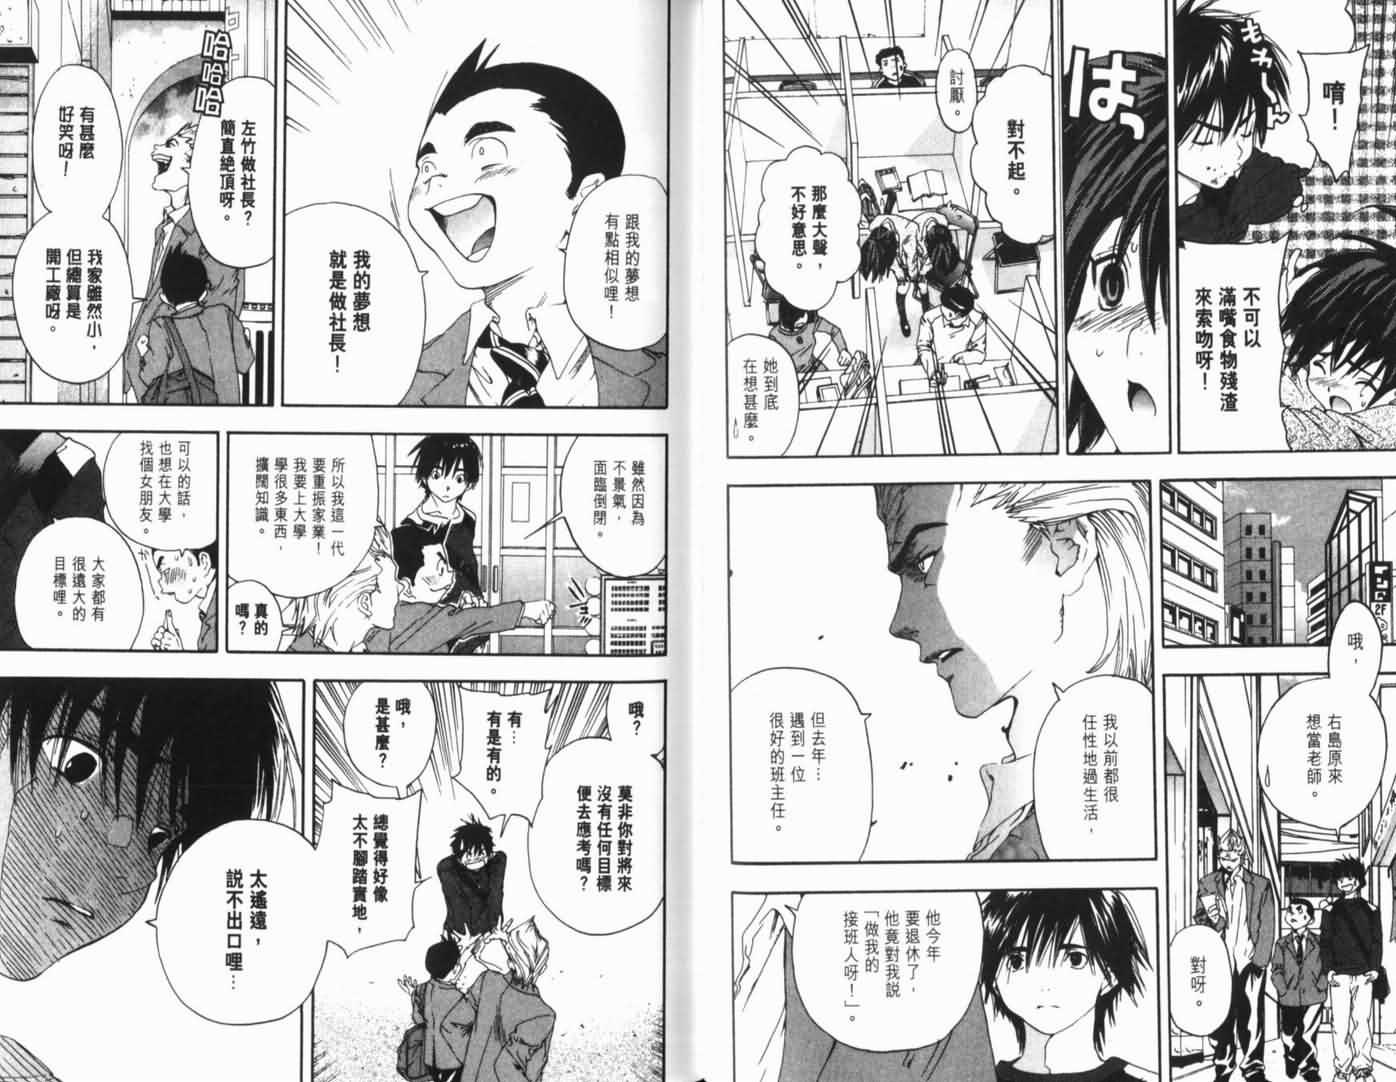 唷！
もわ〜ん
不可以
滿嘴食物殘渣
來索吻呀！
はっ
對不起。
討厭。
那麼大聲，
不好意思。
她到底
在想甚麼。
2F
哦，
右島原來
想當老師。
對呀。
我以前都很
任性地過生活，
但去年…
遇到一位
很好的班主任。
他今年
要退休了，
他竟對我說
「做我的
接班人呀！」。
跟我的夢想
有點相似哩！
我的夢想
就是做社長！
哈哈哈
左竹做社長？
簡直絕頂呀。
有甚麼
好笑呀！
我家雖然小，
但總算是
開工廠呀。
雖然因為
不景氣，
面臨倒閉。
所以我這一代
要重振家業！
我要上大學
學很多東西，
擴闊知識。
真的
嗎？
可以的話，
也想在大學
找個女朋友。
大家都有
很遠大的
目標哩。
哦？
莫非你對將來
沒有任何目標
便去應考嗎？
有…
有是有的。
哦，
是甚麼？
總覺得好像
太不腳踏實地，
太遙遠，
說不出口哩…